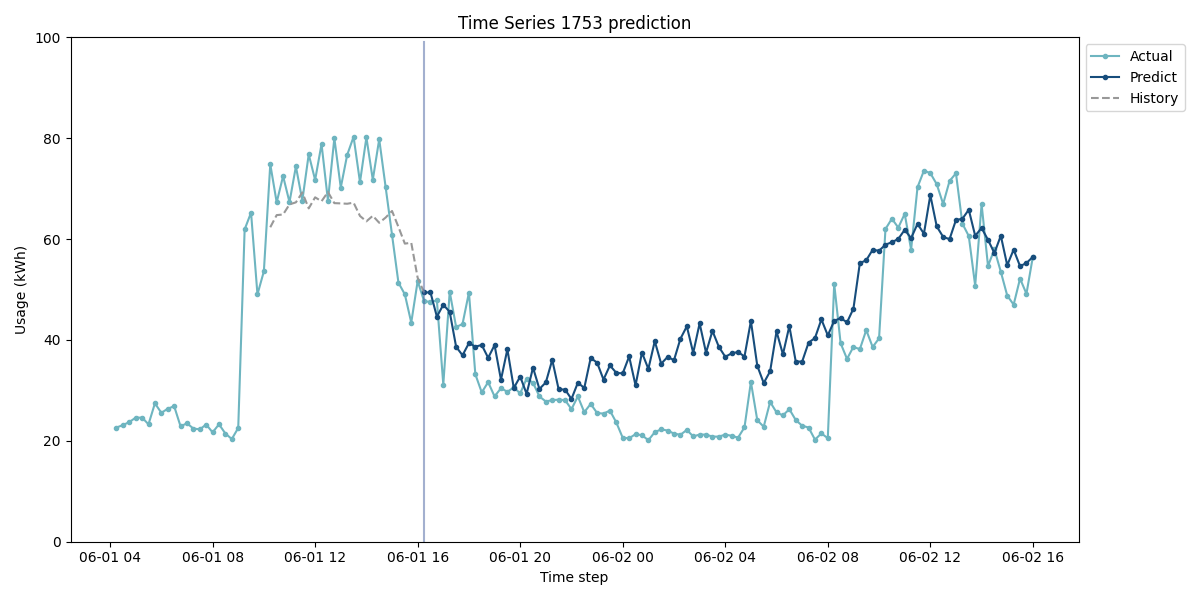 Time Series 1753 prediction
Usage (kWh)
100
80
60
40
20
0
06-01 04
06-01 08
06-01 12
06-01 16
06-01 20
06-02 00
06-02 04
06-02 08
06-02 12
06-02 16
Time step
Actual
Predict
History